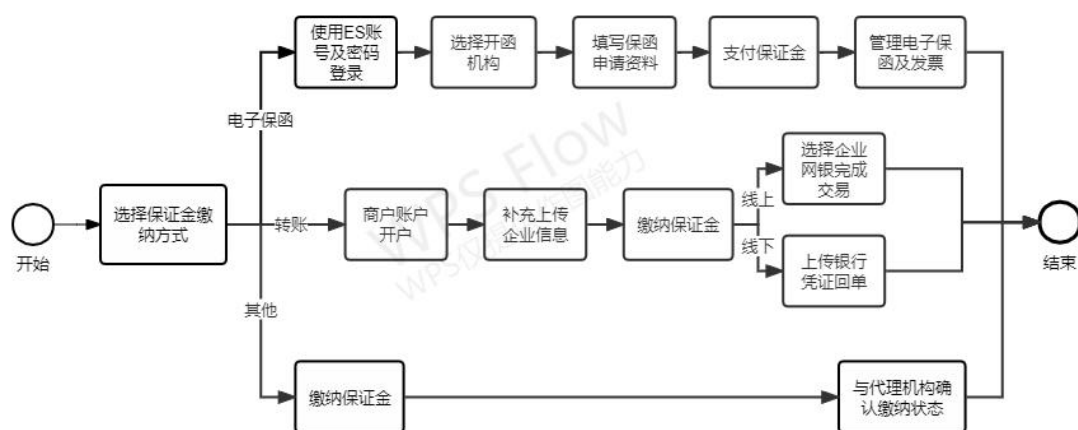 使用ES账
号及密码
登录
选择开函
机构
填写保函
申请资料
支付保证金
管理电子保
函及发票
电子保函
选择企业
网银完成
交易
选择保证金缴
纳方式
转账
商户账户
开户
补充上传
企业信息
缴纳保证金
线上
线下
上传银行
凭证回单
开始
结束
其他
缴纳保证金
与代理机构确
认缴纳状态
WPS Flow